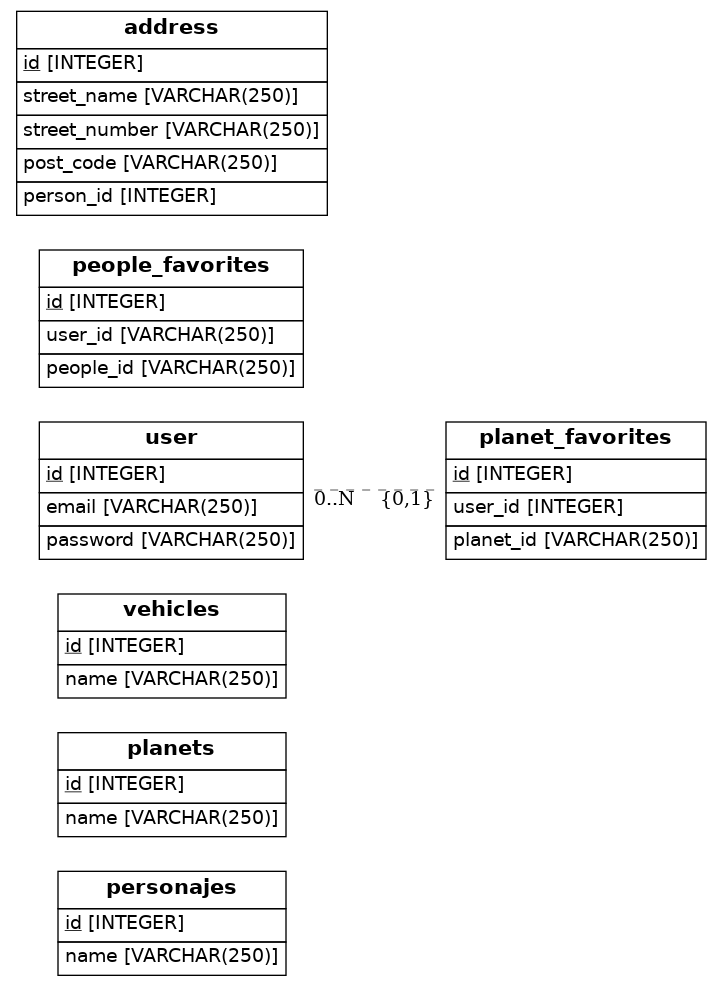 address
id [INTEGER]
street_name [VARCHAR(250)]
street_number [VARCHAR(250)]
post_code [VARCHAR(250)]
person_id [INTEGER]
people_favorites
id [INTEGER]
user_id [VARCHAR(250)]
people_id [VARCHAR(250)]
user
id [INTEGER]
email [VARCHAR(250)]
password [VARCHAR(250)]
0..N {0,1}
planet_favorites
id [INTEGER]
user_id [INTEGER]
planet_id [VARCHAR(250)]
vehicles
id [INTEGER]
name [VARCHAR(250)]
planets
id [INTEGER]
name [VARCHAR(250)]
personajes
id [INTEGER]
name [VARCHAR(250)]